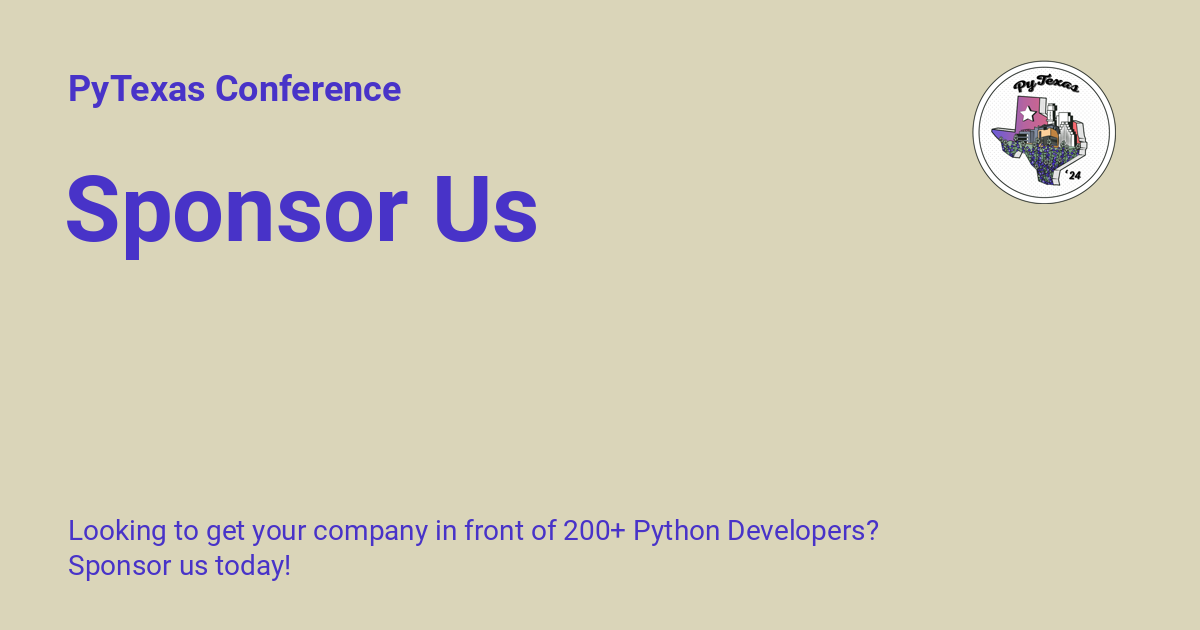 PyTexas Conference
PyTexas
Sponsor Us
'24
Looking to get your company in front of 200+ Python Developers?
Sponsor us today!